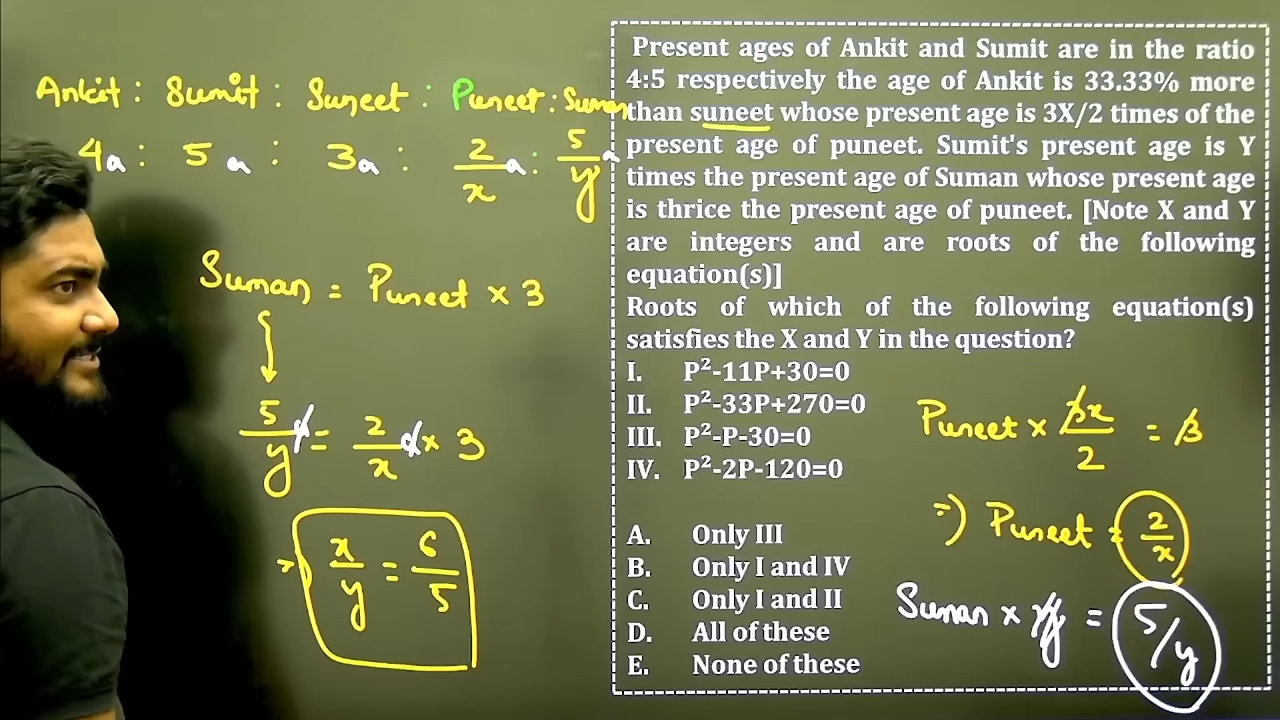 Ankit : Sumit : Suneet : Puneet : Suman
4a : 5a : 3a : 2/x a : 5/y a
Suman = Puneet × 3
5/y a = 2/x a × 3
=) x/y = 6/5
Present ages of Ankit and Sumit are in the ratio
4:5 respectively the age of Ankit is 33.33% more
than suneet whose present age is 3X/2 times of the
present age of puneet. Sumit's present age is Y
times the present age of Suman whose present age
is thrice the present age of puneet. [Note X and Y
are integers and are roots of the following
equation(s)]
Roots of which of the following equation(s)
satisfies the X and Y in the question?
I. P²-11P+30=0
II. P²-33P+270=0
III. P²-P-30=0
IV. P²-2P-120=0
A. Only III
B. Only I and IV
C. Only I and II
D. All of these
E. None of these
Puneet × 3x/2 = 3
=) Puneet = 2/x
Suman × y = 5/y